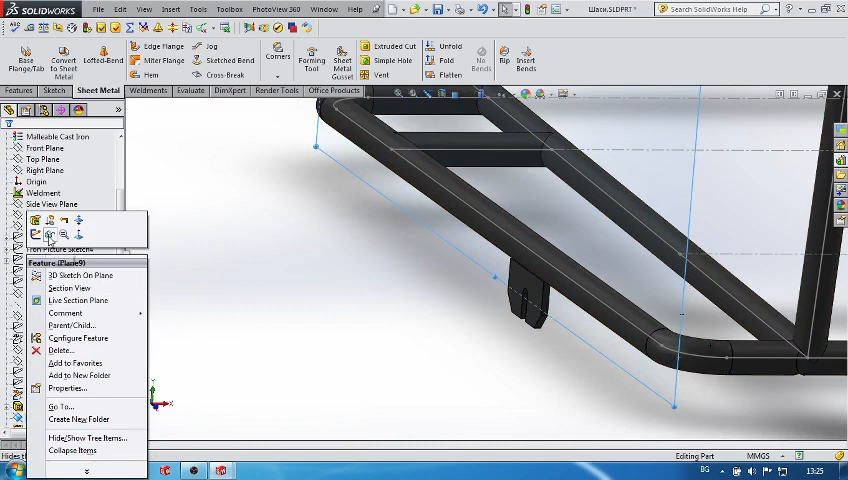 SOLIDWORKS
File Edit View Insert Tools Toolbox PhotoView 360 Window Help
Шаси.SLDPRT *
Search SolidWorks Help
Base Flange/Tab
Convert to Sheet Metal
Lofted-Bend
Edge Flange
Miter Flange
Hem
Jog
Sketched Bend
Cross-Break
Corners
Forming Tool
Sheet Metal Gusset
Extruded Cut
Simple Hole
Vent
Unfold
Fold
Flatten
No Bends
Rip
Insert Bends
Features Sketch Sheet Metal Weldments Evaluate DimXpert Render Tools Office Products
Malleable Cast Iron
Front Plane
Top Plane
Right Plane
Origin
Weldment
Side View Plane
Feature (Plane9)
3D Sketch On Plane
Section View
Live Section Plane
Comment
Parent/Child...
Configure Feature
Delete...
Add to Favorites
Add to New Folder
Properties...
Go To...
Create New Folder
Hide/Show Tree Items...
Collapse Items
Y
X
Editing Part
MMGS
BG
13:25